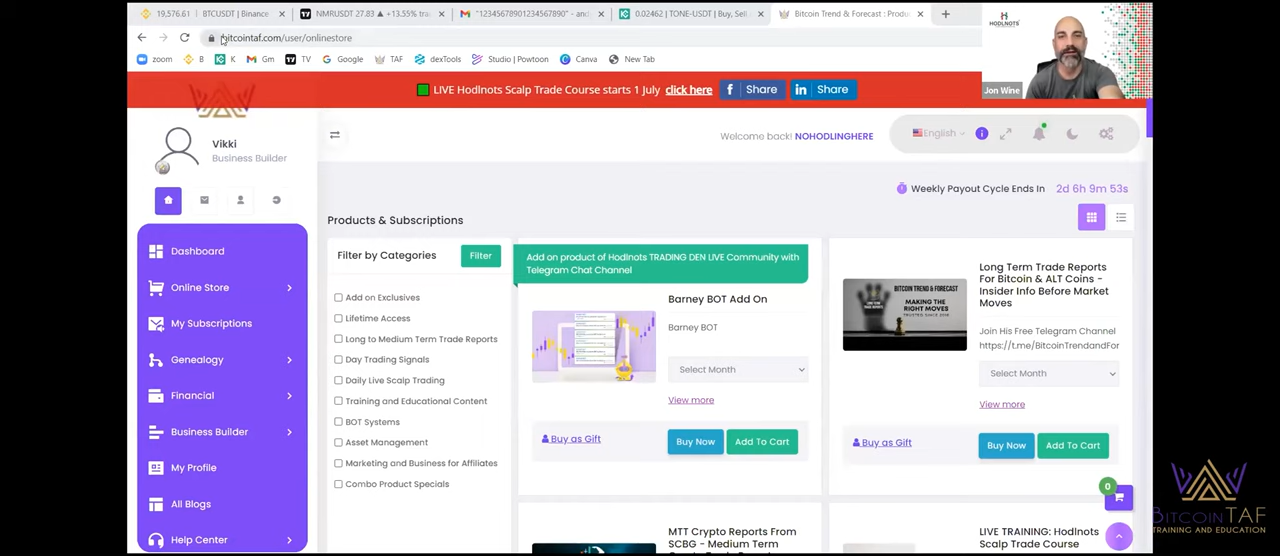 19,576.61 | BTCUSDT | Binance
NMRUSDT 27.83 ▲ +13.55%
"12345678901234567890" - an
0.02462 | TONE-USDT | Buy, Sell
Bitcoin Trend & Forecast : Produc
HODLNOTS
bitcointaf.com/user/onlinestore
zoom
B
K
Gm
TV
Google
TAF
dexTools
Studio | Powtoon
Canva
New Tab
Jon Wine
LIVE Hodlnots Scalp Trade Course starts 1 July click here
Share
Share
Vikki
Business Builder
Welcome back! NOHODLINGHERE
English
Weekly Payout Cycle Ends In 2d 6h 9m 53s
Dashboard
Online Store
My Subscriptions
Genealogy
Financial
Business Builder
My Profile
All Blogs
Help Center
Products & Subscriptions
Filter by Categories
Filter
Add on Exclusives
Lifetime Access
Long to Medium Term Trade Reports
Day Trading Signals
Daily Live Scalp Trading
Training and Educational Content
BOT Systems
Asset Management
Marketing and Business for Affiliates
Combo Product Specials
Add on product of Hodlnots TRADING DEN LIVE Community with
Telegram Chat Channel
Barney BOT Add On
Barney BOT
Select Month
View more
Buy as Gift
Buy Now
Add To Cart
BITCOIN TREND & FORECAST
MAKING THE
RIGHT MOVES
Long Term Trade Reports
For Bitcoin & ALT Coins -
Insider Info Before Market
Moves
Join His Free Telegram Channel
https://t.me/BitcoinTrendandFor
Select Month
View more
Buy as Gift
Buy Now
Add To Cart
0
MTT Crypto Reports From
SCBG - Medium Term
LIVE TRAINING: Hodlnots
Scalp Trade Course
BITCOINTAF
TRAINING AND EDUCATION